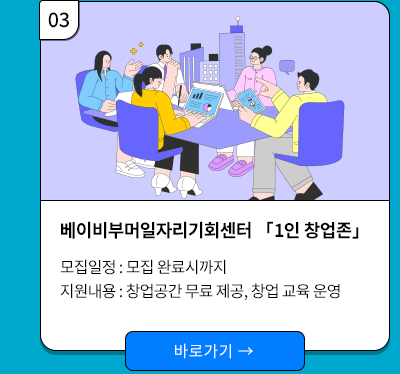 03
베이비부머일자리기회센터 「1인 창업존」
모집일정 : 모집 완료시까지
지원내용 : 창업공간 무료 제공, 창업 교육 운영
바로가기 →